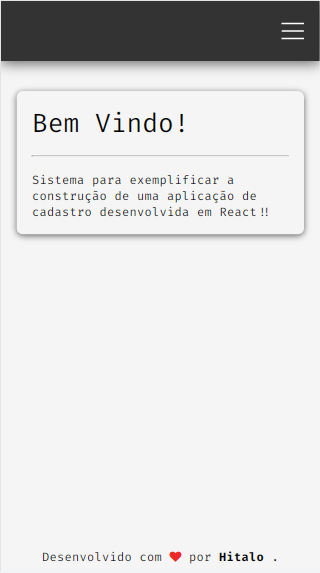 Bem Vindo!
Sistema para exemplificar a
construção de uma aplicação de
cadastro desenvolvida em React!!
Desenvolvido com ❤ por Hitalo .